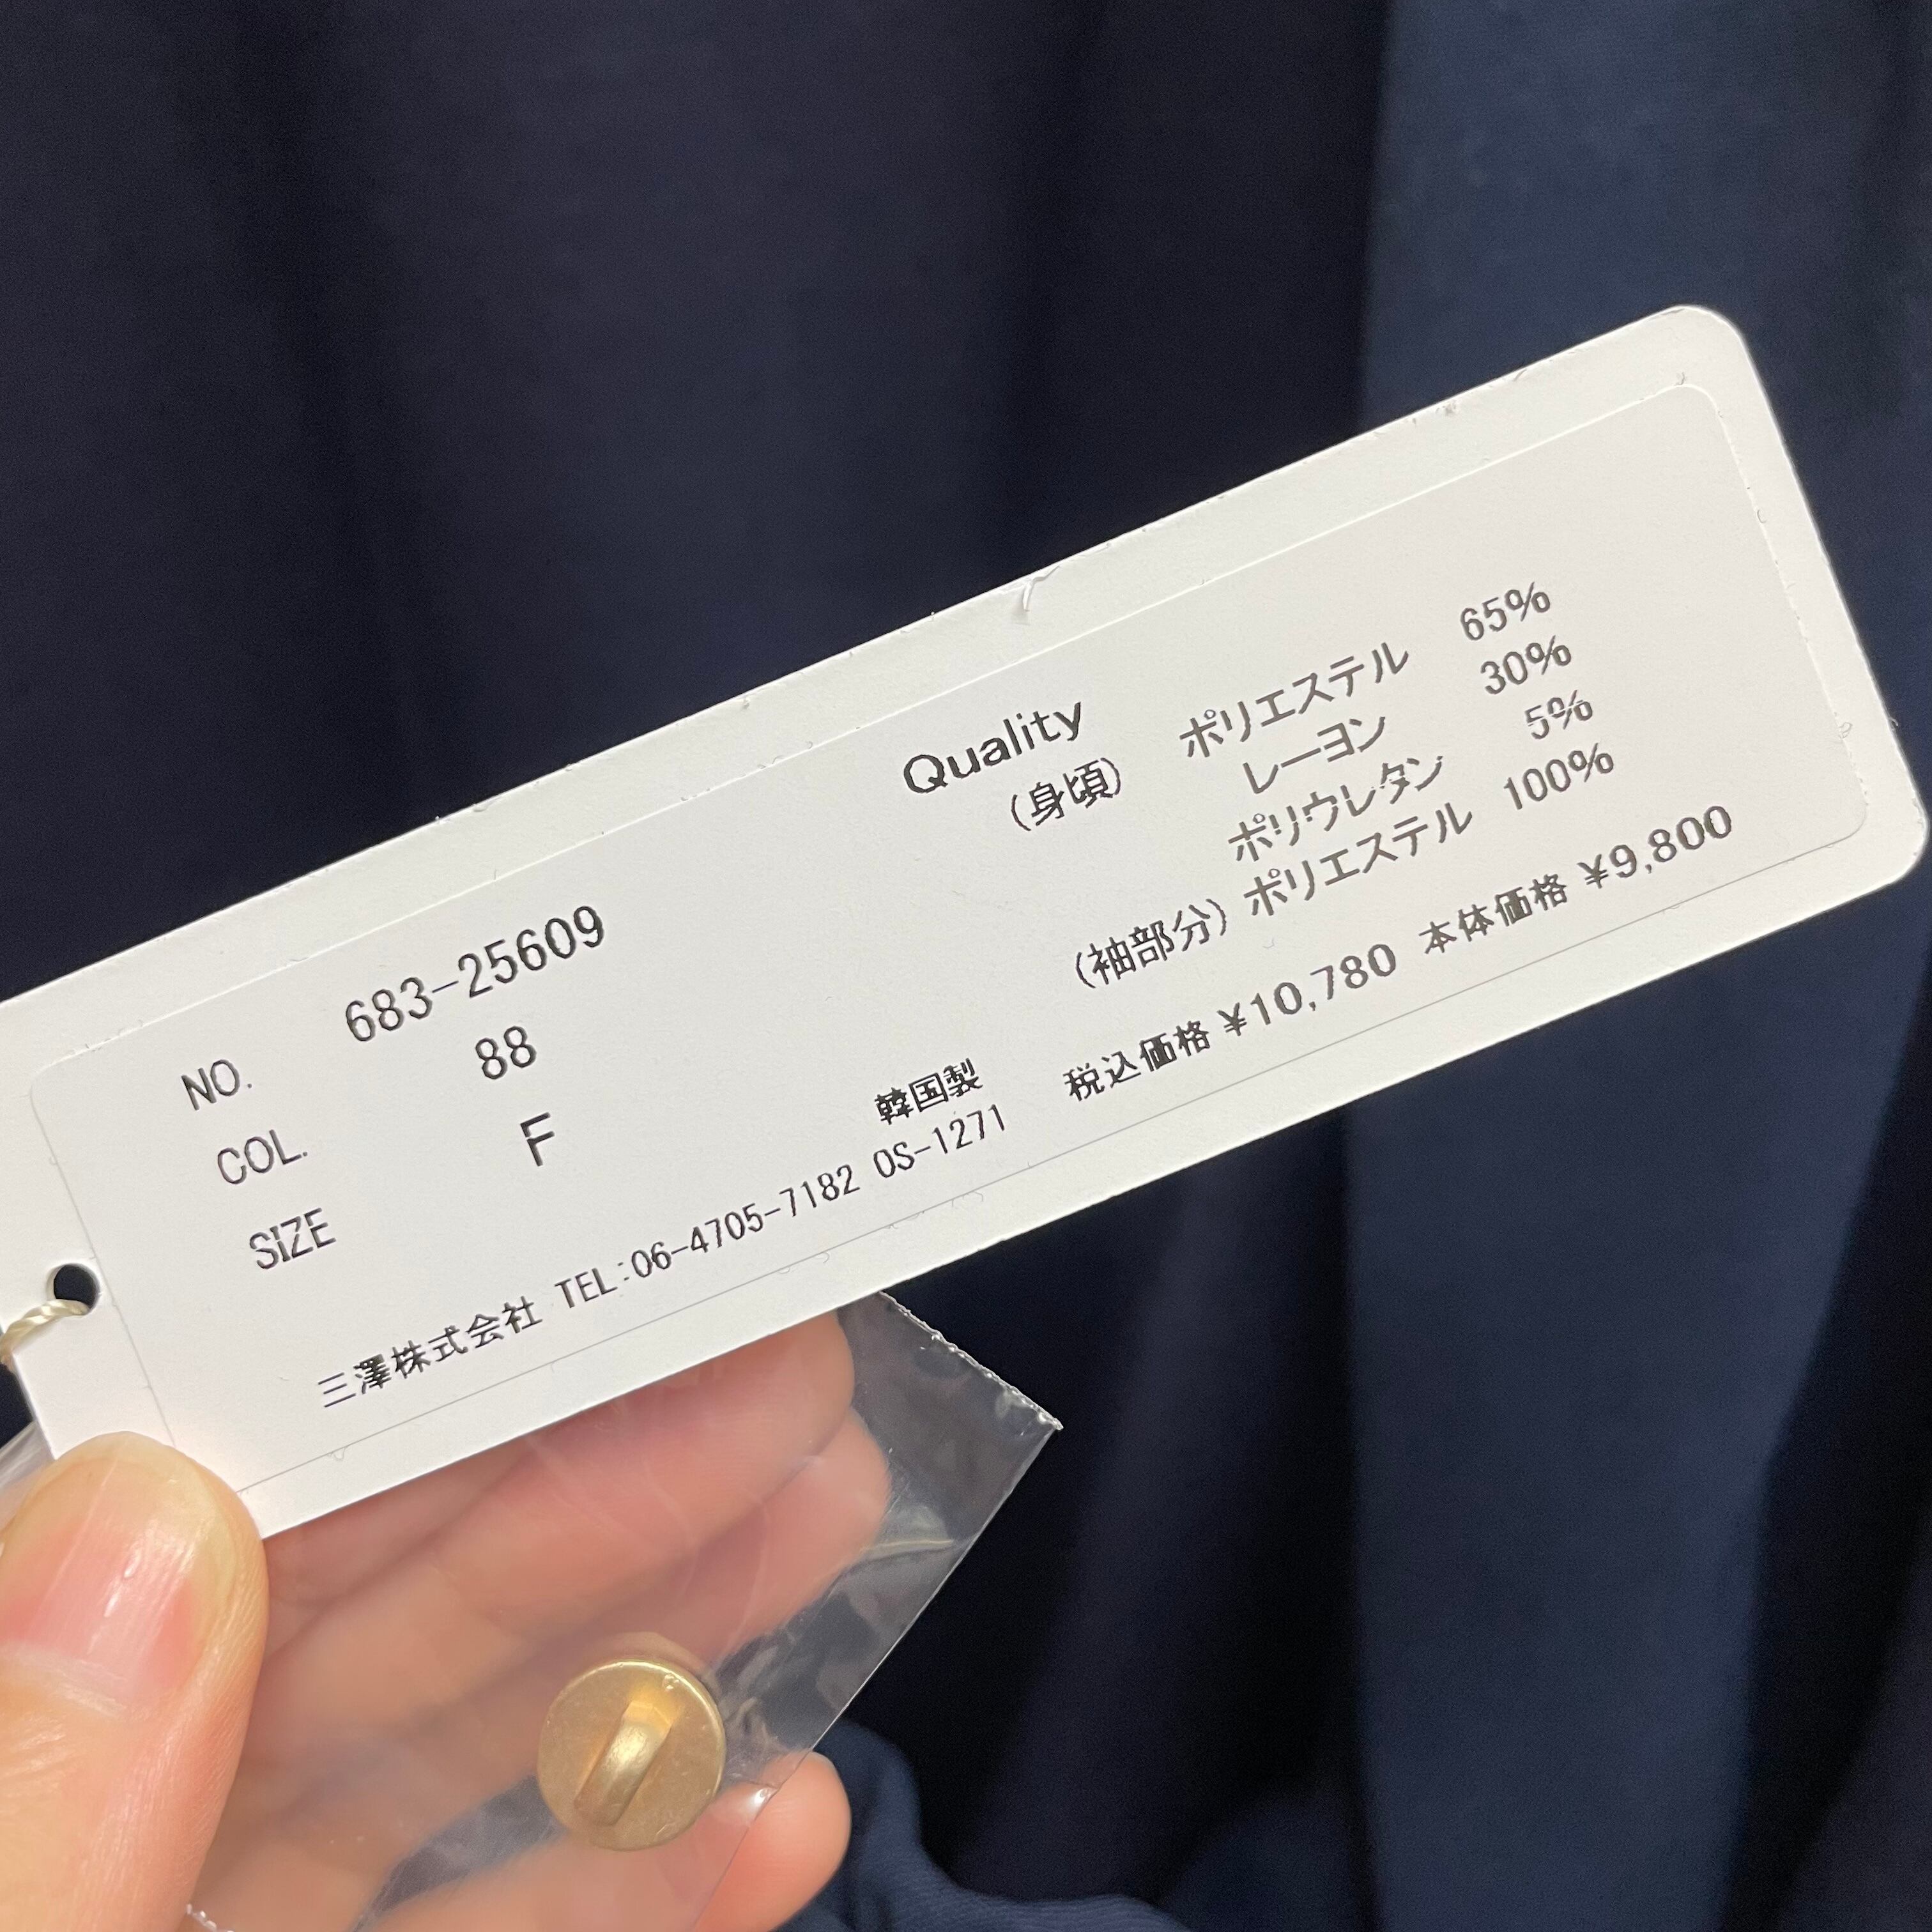 NO. 683-25609
COL. 88
SIZE F
Quality
(身頃) ポリエステル 65%
レーヨン 30%
ポリウレタン 5%
(袖部分) ポリエステル 100%
韓国製 税込価格 ¥10,780 本体価格 ¥9,800
三澤株式会社 TEL:06-4705-7182 OS-1271